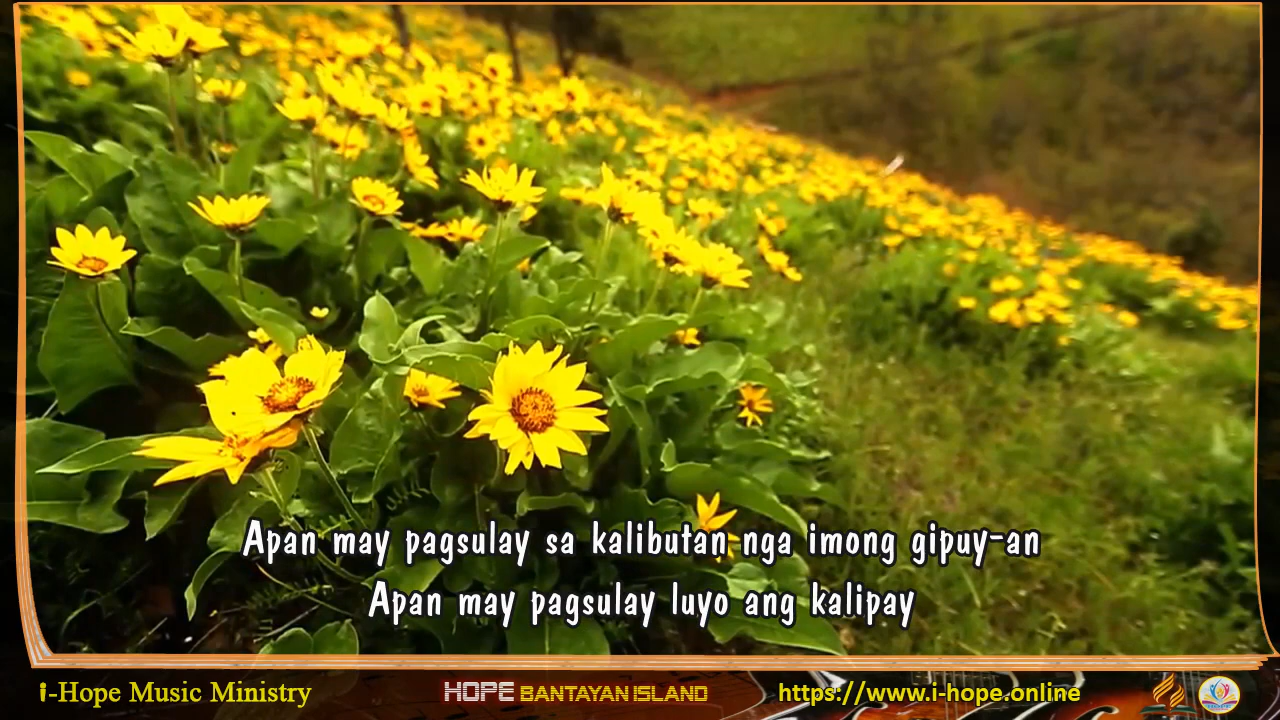 Apan may pagsulay sa kalibutan nga imong gipuy-an
Apan may pagsulay luyo ang kalipay
i-Hope Music Ministry
HOPE BANTAYAN ISLAND
https://www.i-hope.online